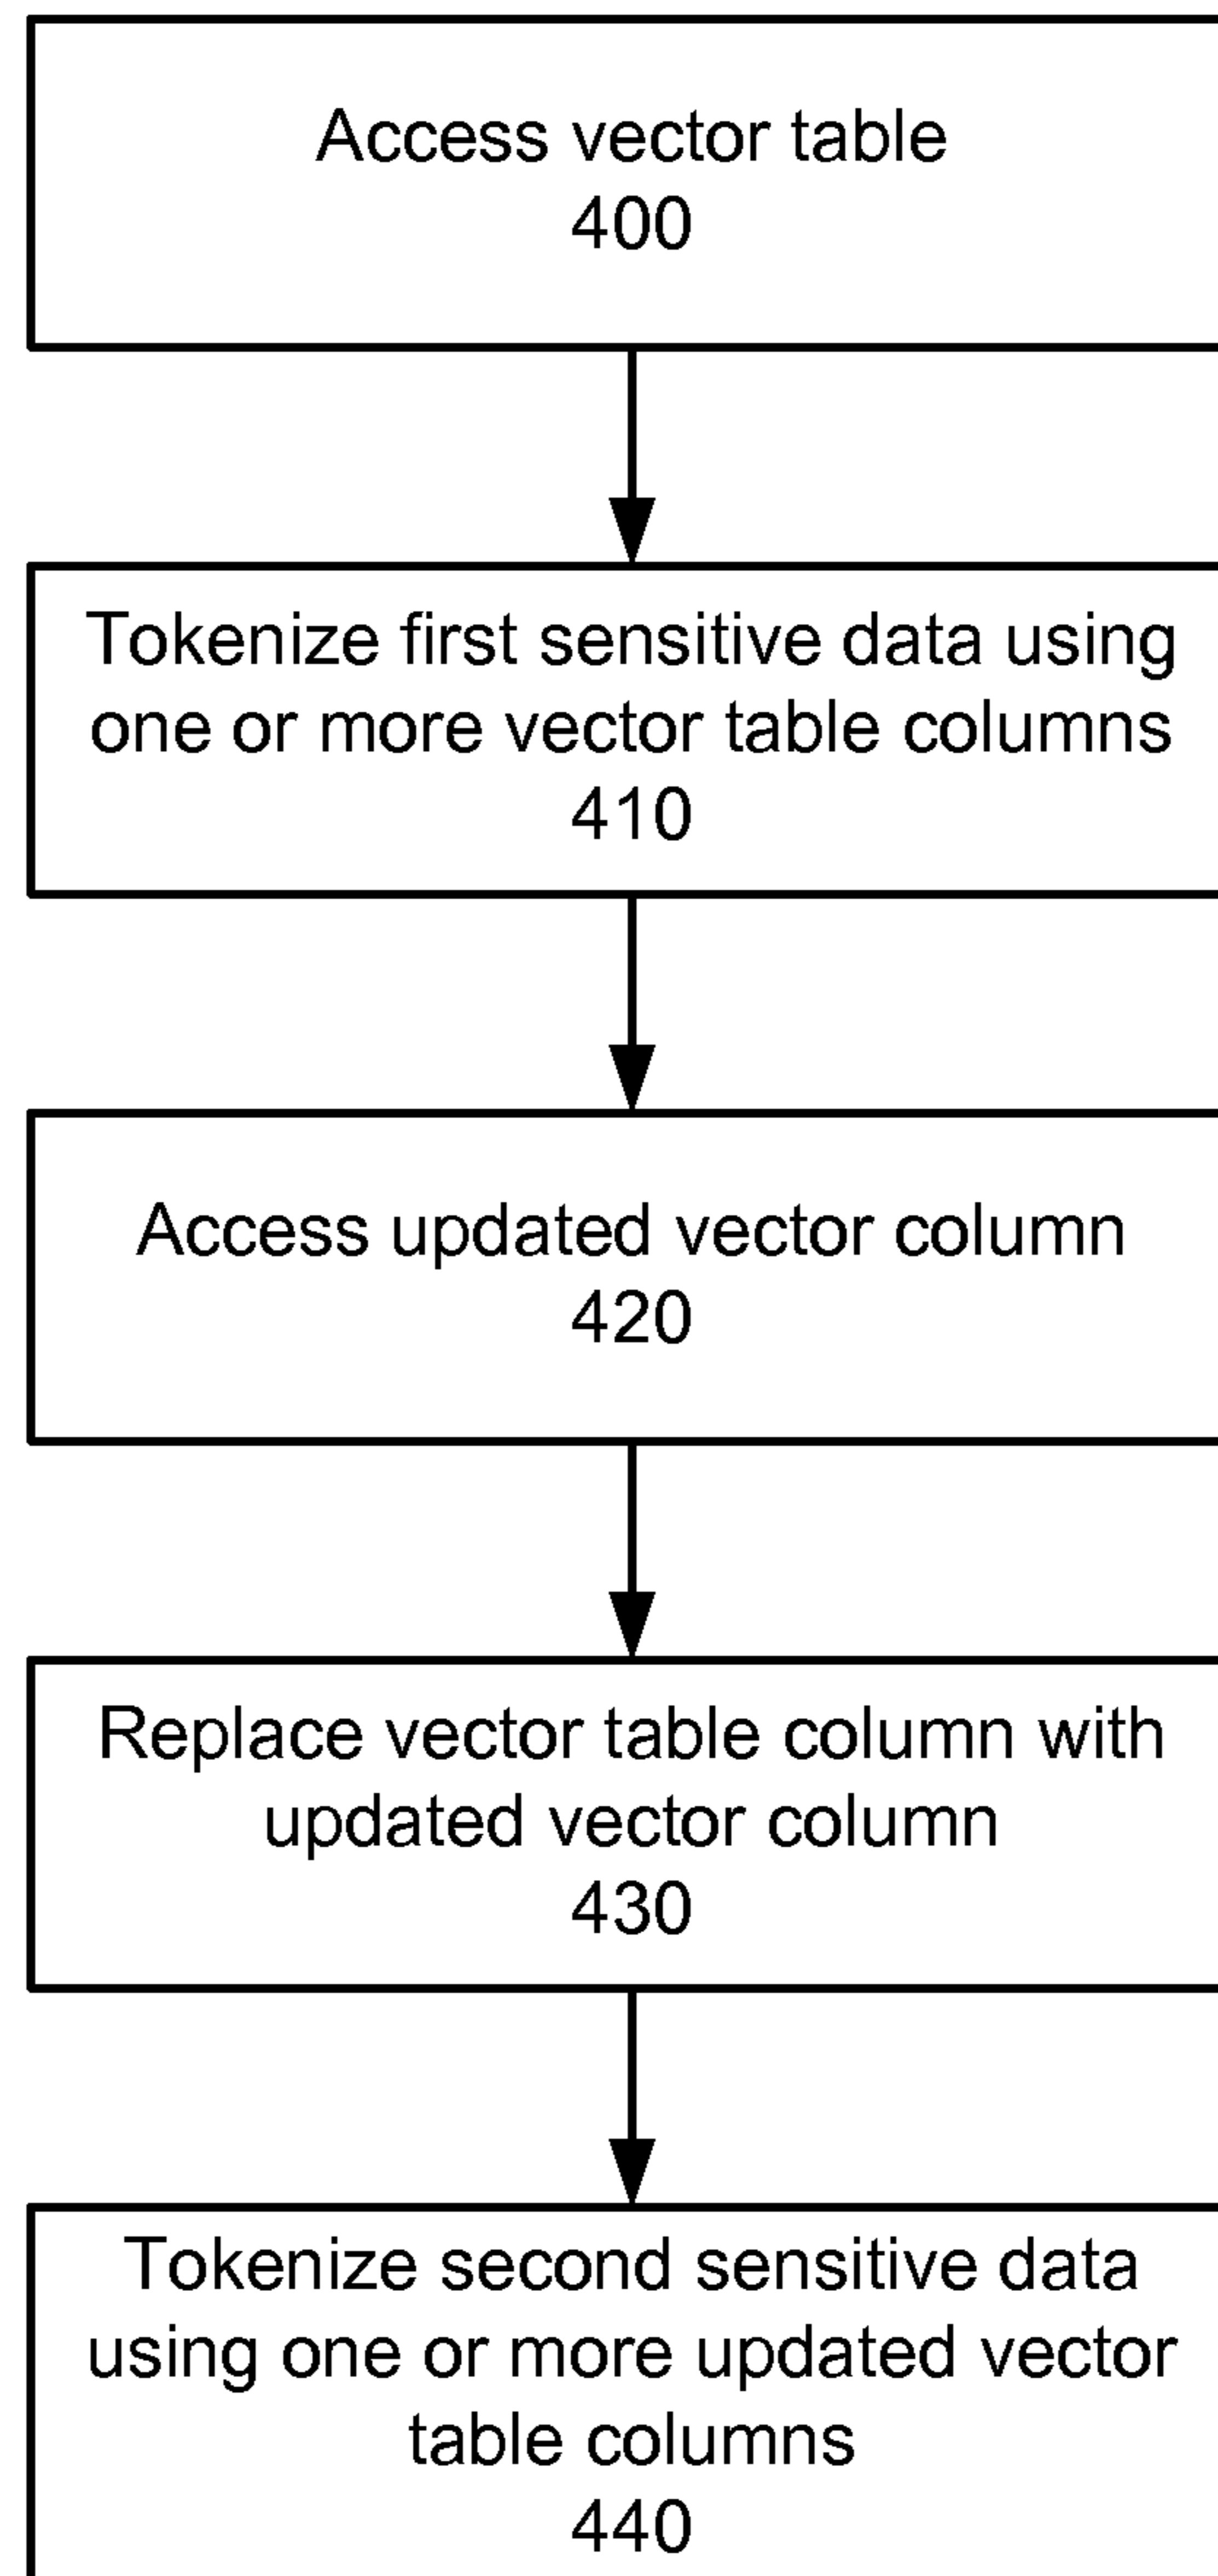 Access vector table
400
Tokenize first sensitive data using
one or more vector table columns
410
Access updated vector column
420
Replace vector table column with
updated vector column
430
Tokenize second sensitive data
using one or more updated vector
table columns
440